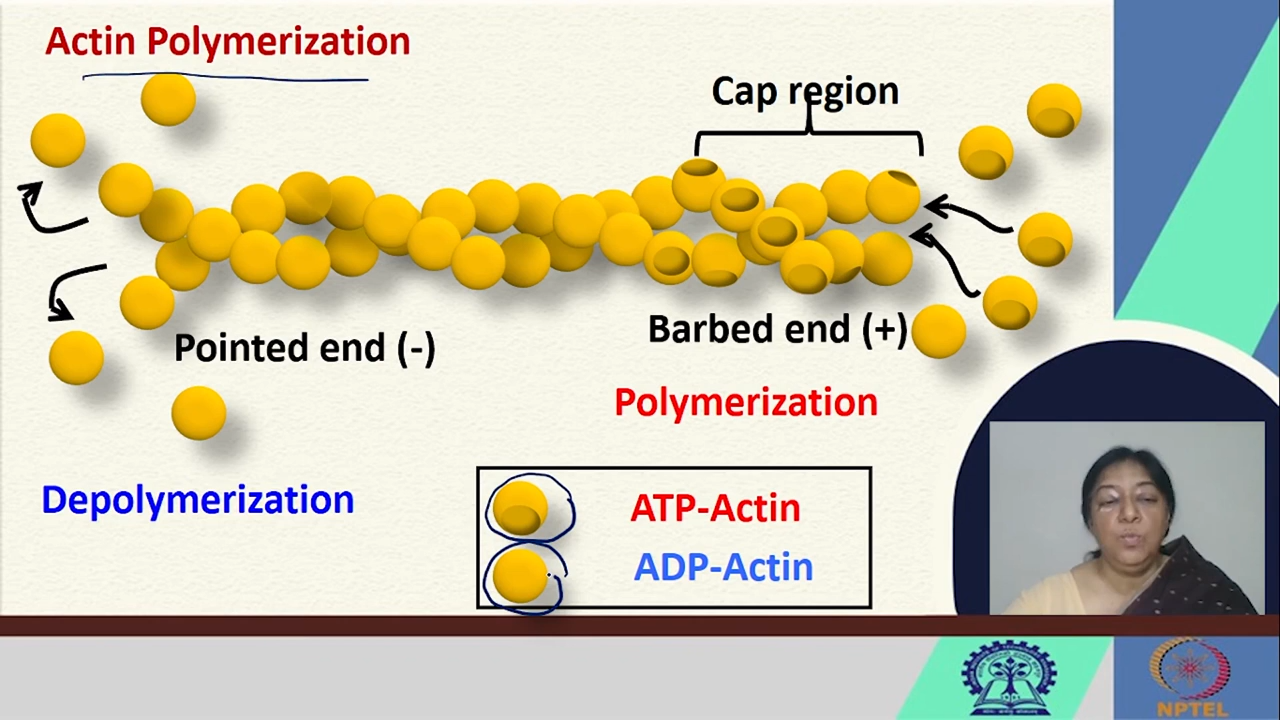 Actin Polymerization
Cap region
Pointed end (-)
Barbed end (+)
Polymerization
Depolymerization
ATP-Actin
ADP-Actin
NPTEL